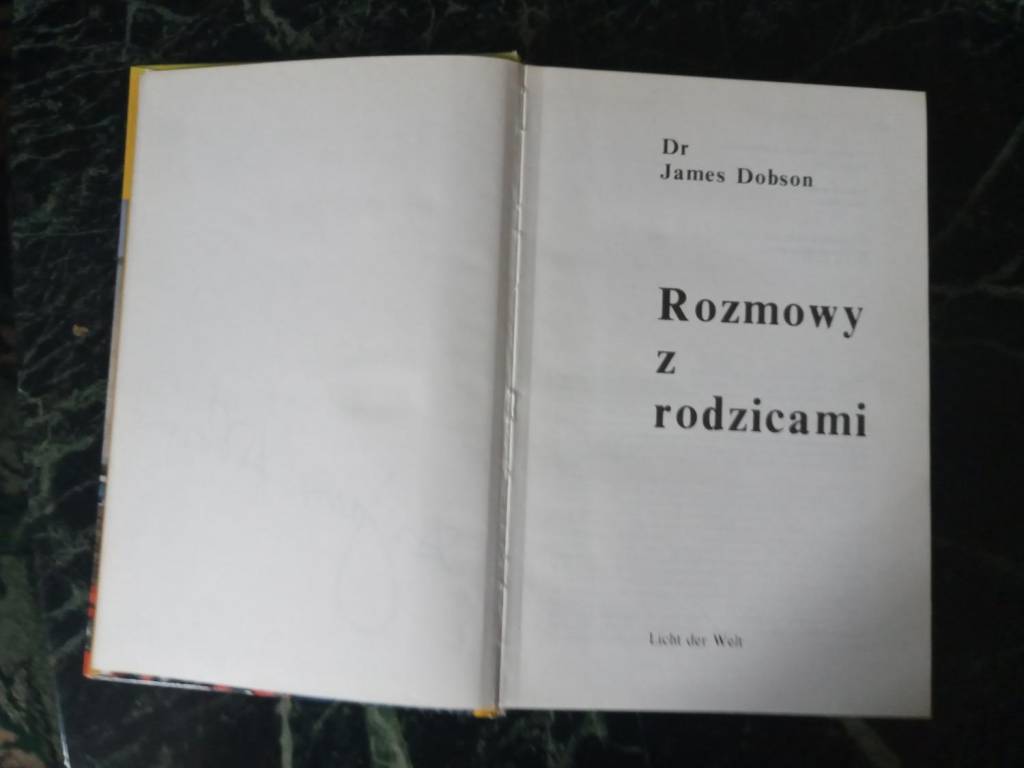 Dr
James Dobson
Rozmowy
z
rodzicami
Licht der Welt